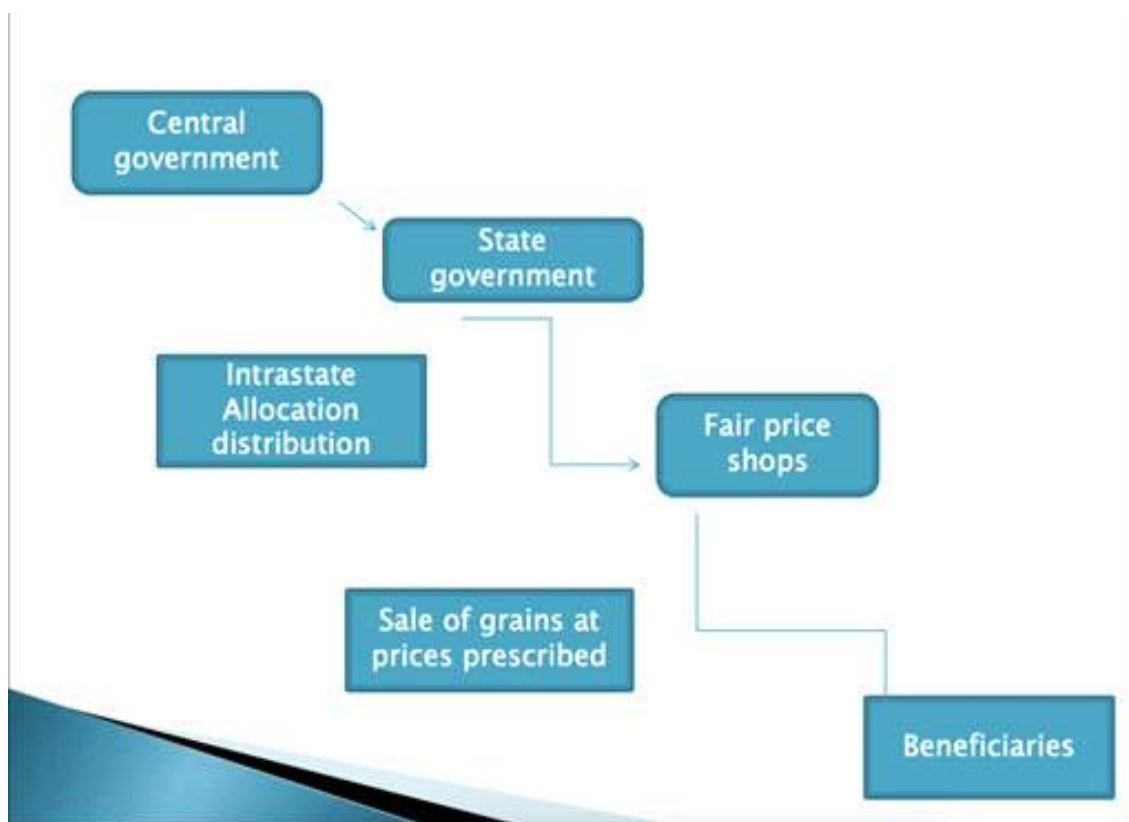 Central
government
State
government
Intrastate
Allocation
distribution
Fair price
shops
Sale of grains at
prices prescribed
Beneficiaries